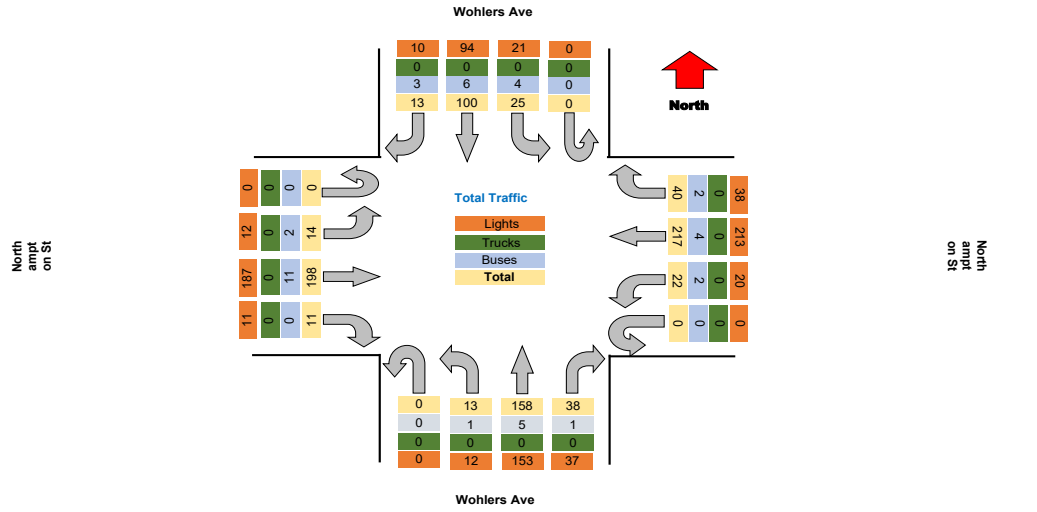 Wohlers Ave
10 94 21 0
0 0 0 0
3 6 4 0
13 100 25 0
North
0 0 0 0
12 0 2 14
187 0 11 198
11 0 0 11
North
ampt
on St
Total Traffic
Lights
Trucks
Buses
Total
40 2 0 38
217 4 0 213
22 2 0 20
0 0 0 0
North
ampt
on St
0 13 158 38
0 1 5 1
0 0 0 0
0 12 153 37
Wohlers Ave